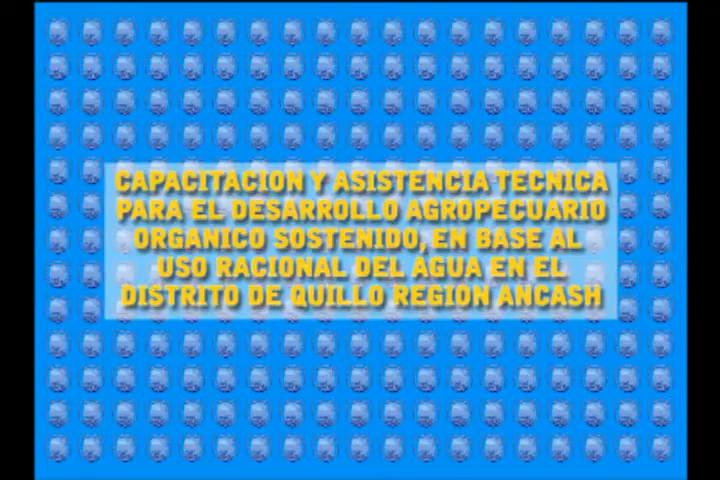 CAPACITACION Y ASISTENCIA TECNICA
PARA EL DESARROLLO AGROPECUARIO
ORGANICO SOSTENIDO, EN BASE AL
USO RACIONAL DEL AGUA EN EL
DISTRITO DE QUILLO REGION ANCASH